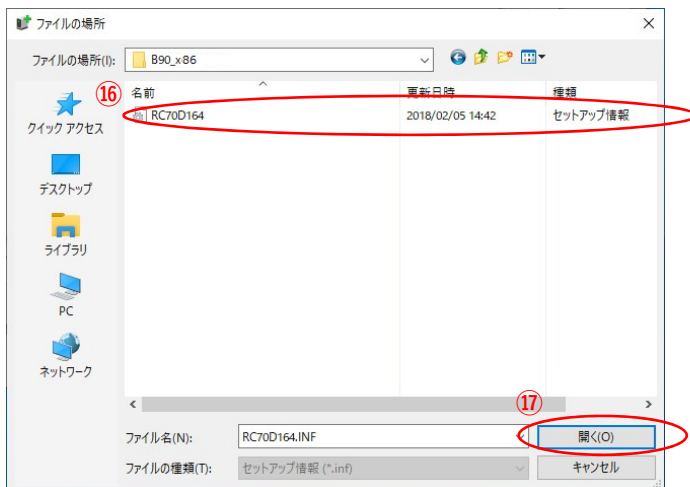 ファイルの場所
ファイルの場所(I):
B90_x86
⑯
名前
更新日時
種類
RC70D164
2018/02/05 14:42
セットアップ情報
クイック アクセス
デスクトップ
ライブラリ
PC
ネットワーク
⑰
ファイル名(N):
RC70D164.INF
開く(O)
ファイルの種類(T):
セットアップ情報 (*.inf)
キャンセル